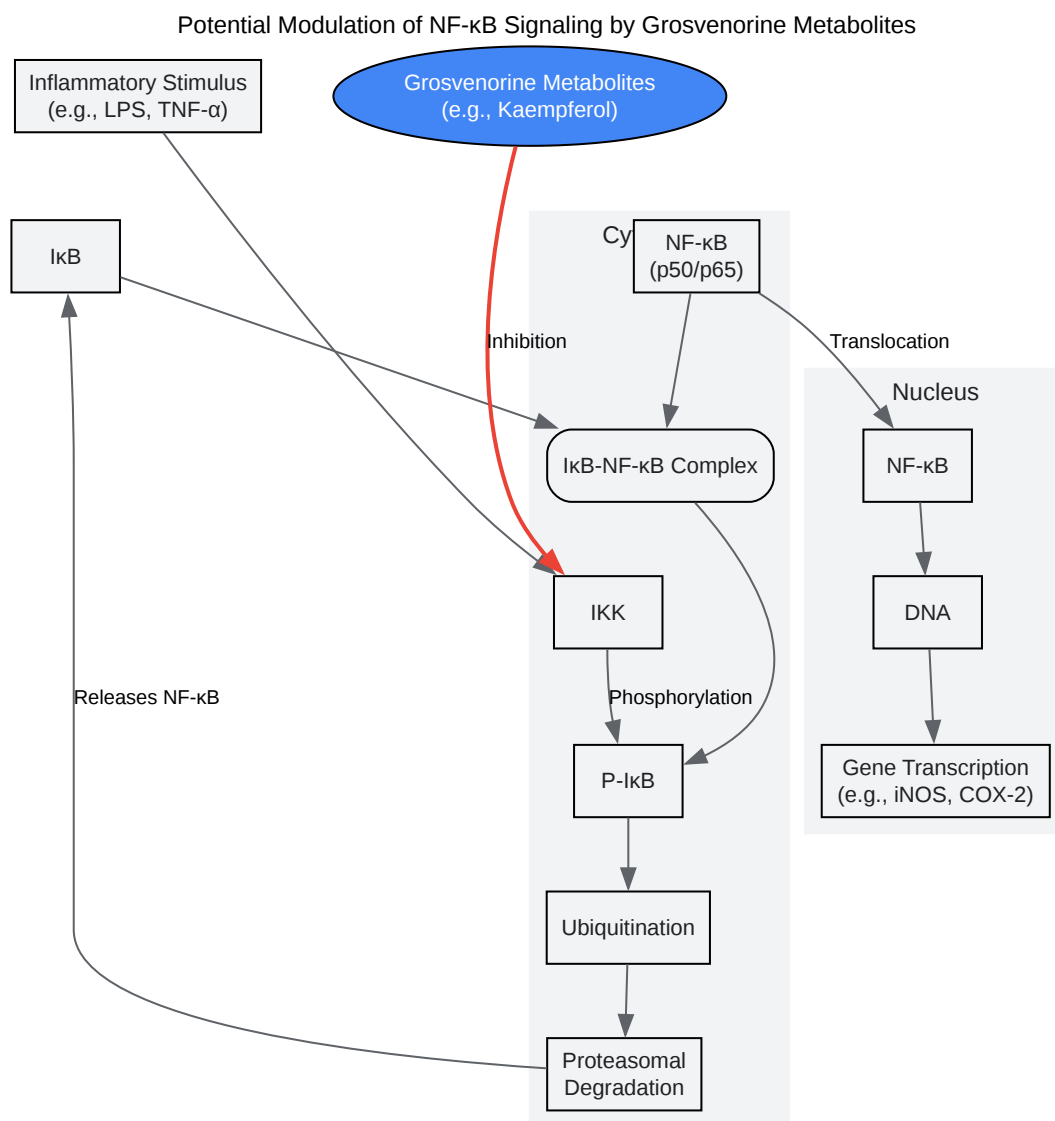 Potential Modulation of NF-κB Signaling by Grosvenorine Metabolites
Inflammatory Stimulus
(e.g., LPS, TNF-α)
Grosvenorine Metabolites
(e.g., Kaempferol)
IκB
Cy
NF-κB
(p50/p65)
Inhibition
Translocation
Nucleus
IκB-NF-κB Complex
NF-κB
IKK
DNA
Releases NF-κB
Phosphorylation
P-IκB
Gene Transcription
(e.g., iNOS, COX-2)
Ubiquitination
Proteasomal
Degradation